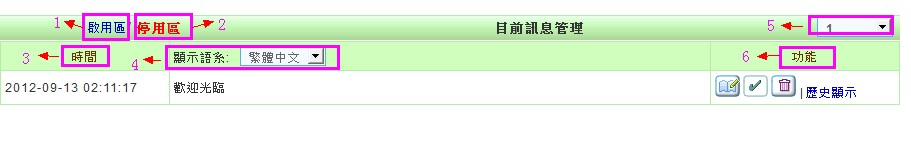 1 啟用區 停用區 2 目前訊息管理 5 1
3 時間 4 顯示語系: 繁體中文 6 功能
2012-09-13 02:11:17 歡迎光臨 | 歷史顯示